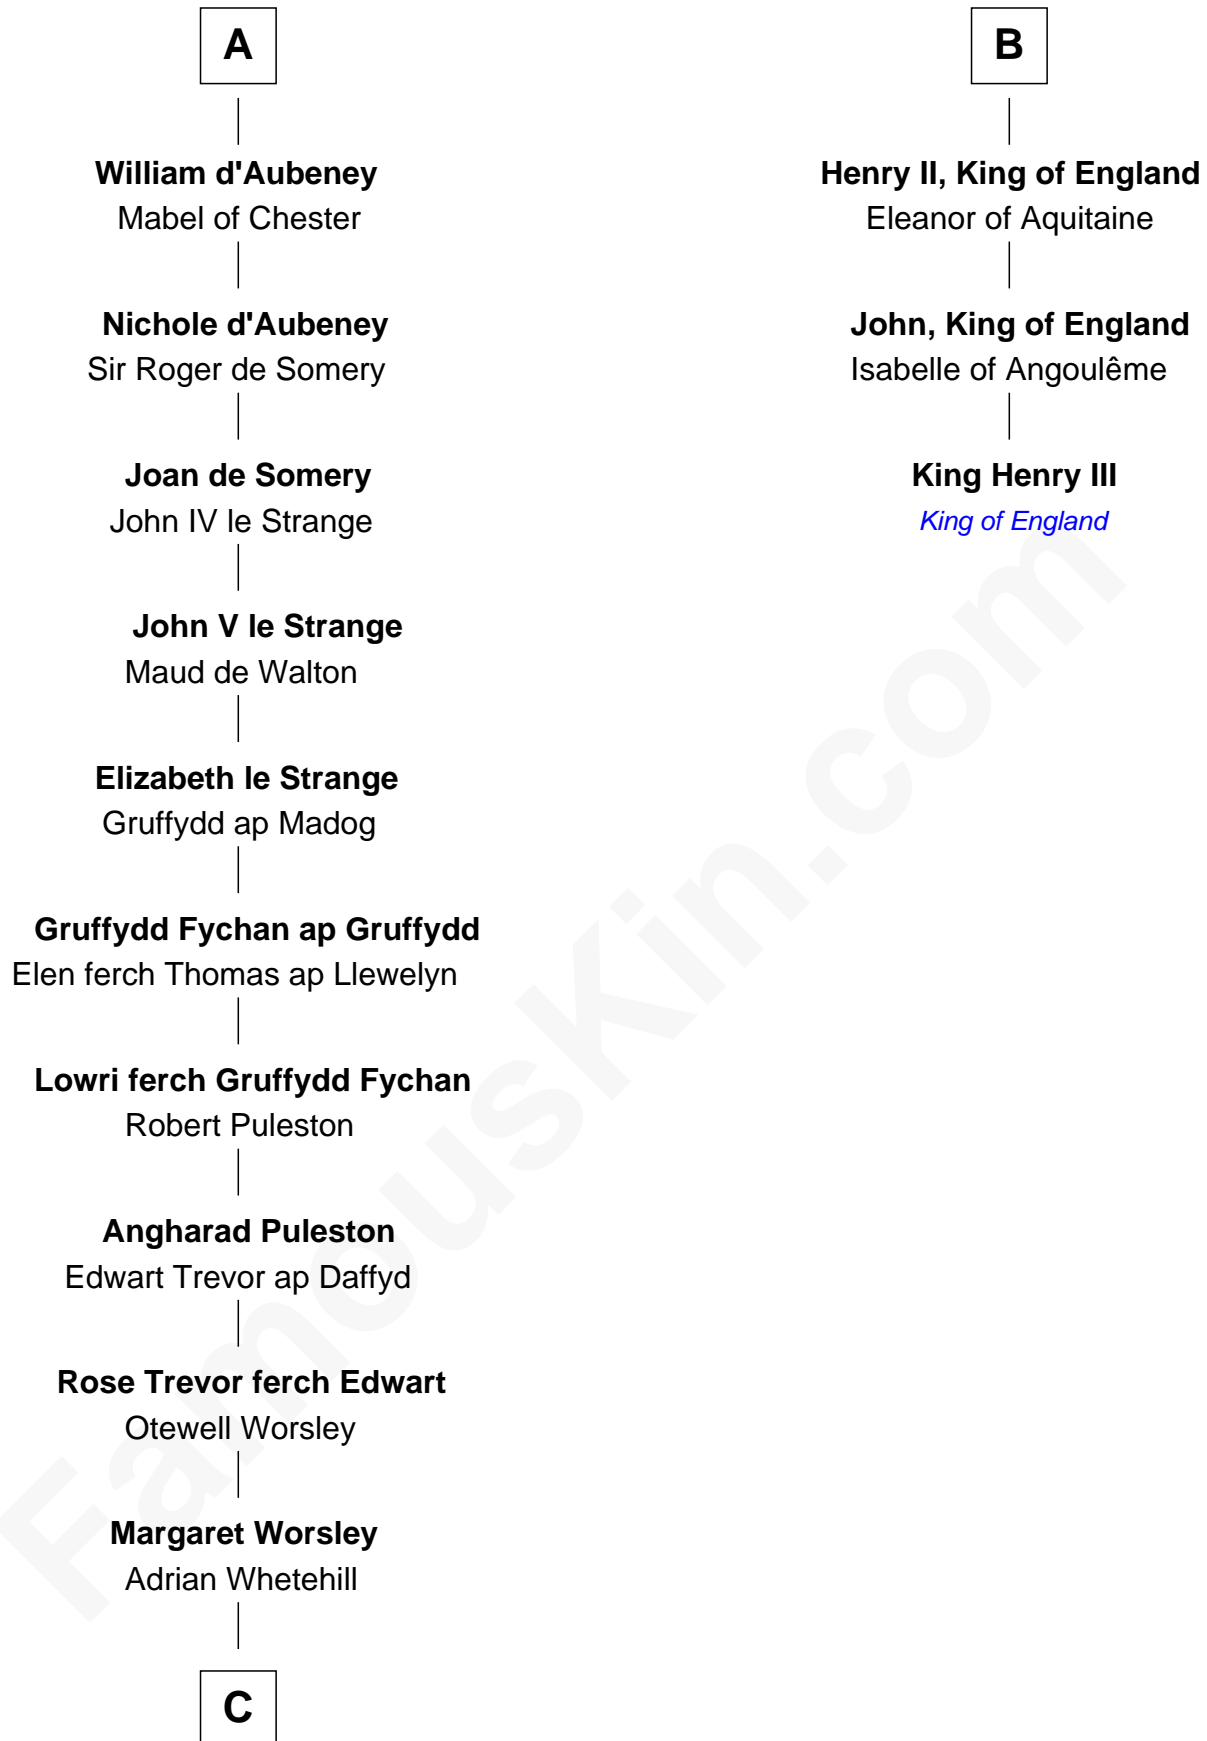 A
William d'Aubeney
Mabel of Chester
Nichole d'Aubeney
Sir Roger de Somery
Joan de Somery
John IV le Strange
John V le Strange
Maud de Walton
Elizabeth le Strange
Gruffydd ap Madog
Gruffydd Fychan ap Gruffydd
Elen ferch Thomas ap Llewelyn
Lowri ferch Gruffydd Fychan
Robert Puleston
Angharad Puleston
Edwart Trevor ap Daffyd
Rose Trevor ferch Edwart
Otewell Worsley
Margaret Worsley
Adrian Whetehill
C
B
Henry II, King of England
Eleanor of Aquitaine
John, King of England
Isabelle of Angoulême
King Henry III
King of England
FamousKin.com